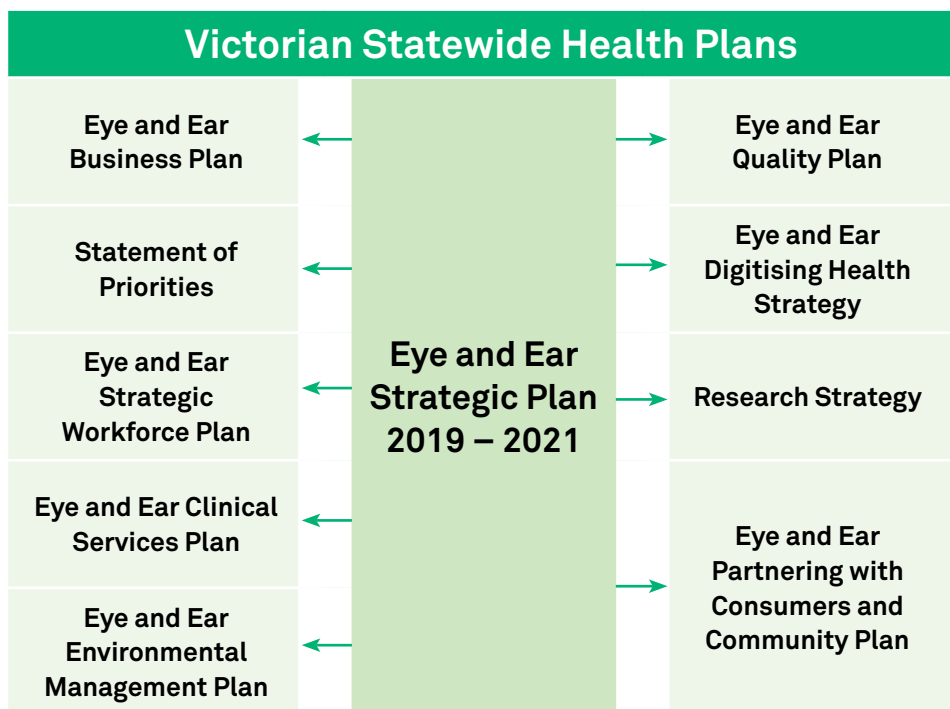 Victorian Statewide Health Plans
Eye and Ear
Business Plan
Statement of
Priorities
Eye and Ear
Strategic
Workforce Plan
Eye and Ear Clinical
Services Plan
Eye and Ear
Environmental
Management Plan
Eye and Ear
Strategic Plan
2019 – 2021
Eye and Ear
Quality Plan
Eye and Ear
Digitising Health
Strategy
Research Strategy
Eye and Ear
Partnering with
Consumers and
Community Plan